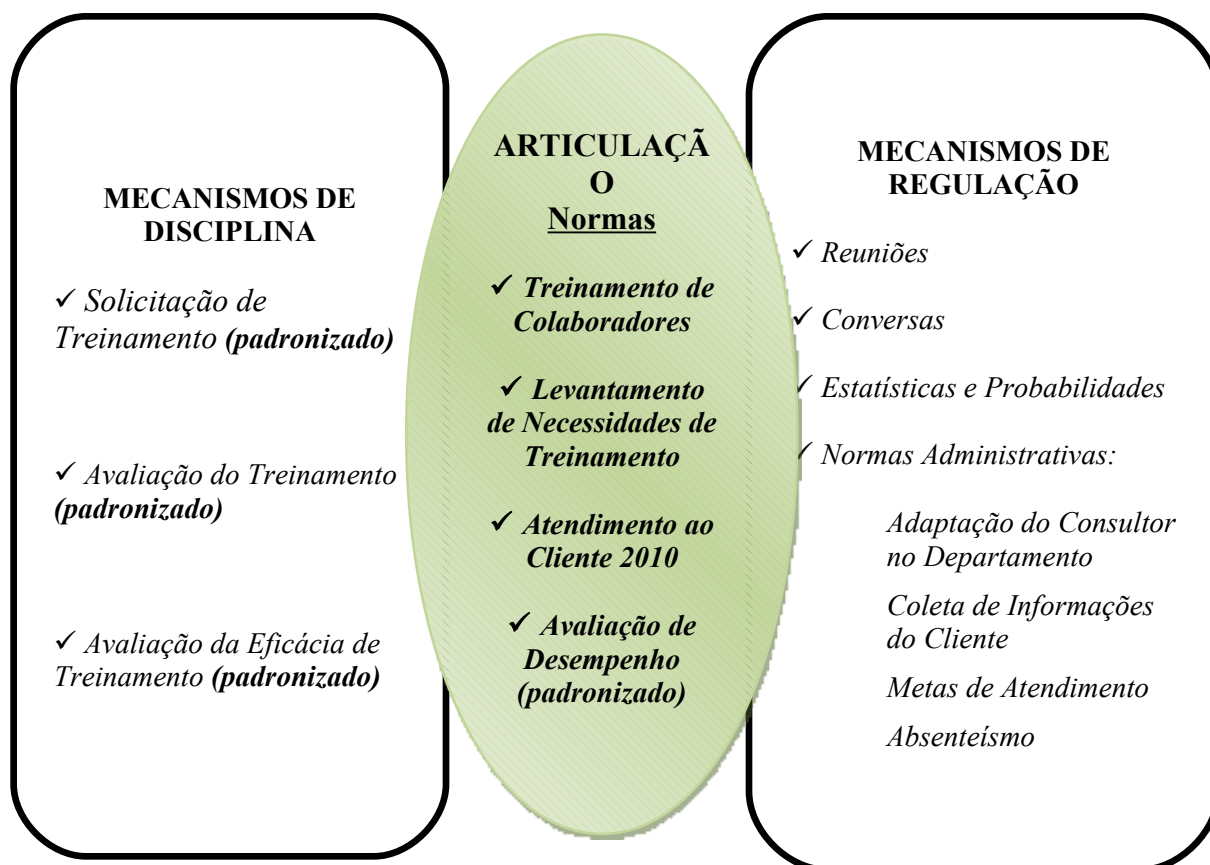 MECANISMOS DE
DISCIPLINA
✓ Solicitação de
Treinamento (padronizado)
✓ Avaliação do Treinamento
(padronizado)
✓ Avaliação da Eficácia de
Treinamento (padronizado)
ARTICULAÇÃ
O
Normas
✓ Treinamento de
Colaboradores
✓ Levantamento
de Necessidades de
Treinamento
✓ Atendimento ao
Cliente 2010
✓ Avaliação de
Desempenho
(padronizado)
MECANISMOS DE
REGULAÇÃO
✓ Reuniões
✓ Conversas
✓ Estatísticas e Probabilidades
✓ Normas Administrativas:
Adaptação do Consultor
no Departamento
Coleta de Informações
do Cliente
Metas de Atendimento
Absenteísmo